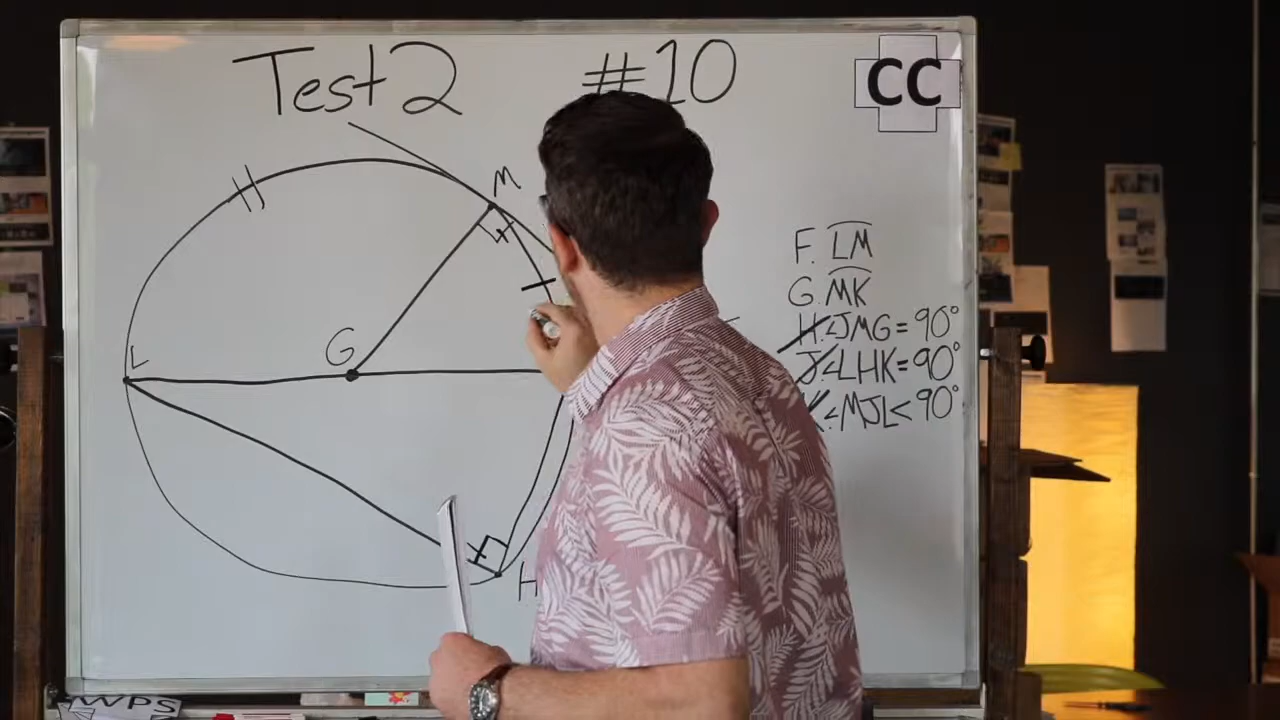 Test 2 #10
CC
M
G
L
H
F. LM
G. MK
H. ∠JMG = 90°
J. ∠LHK = 90°
K. ∠MJL < 90°
WPS